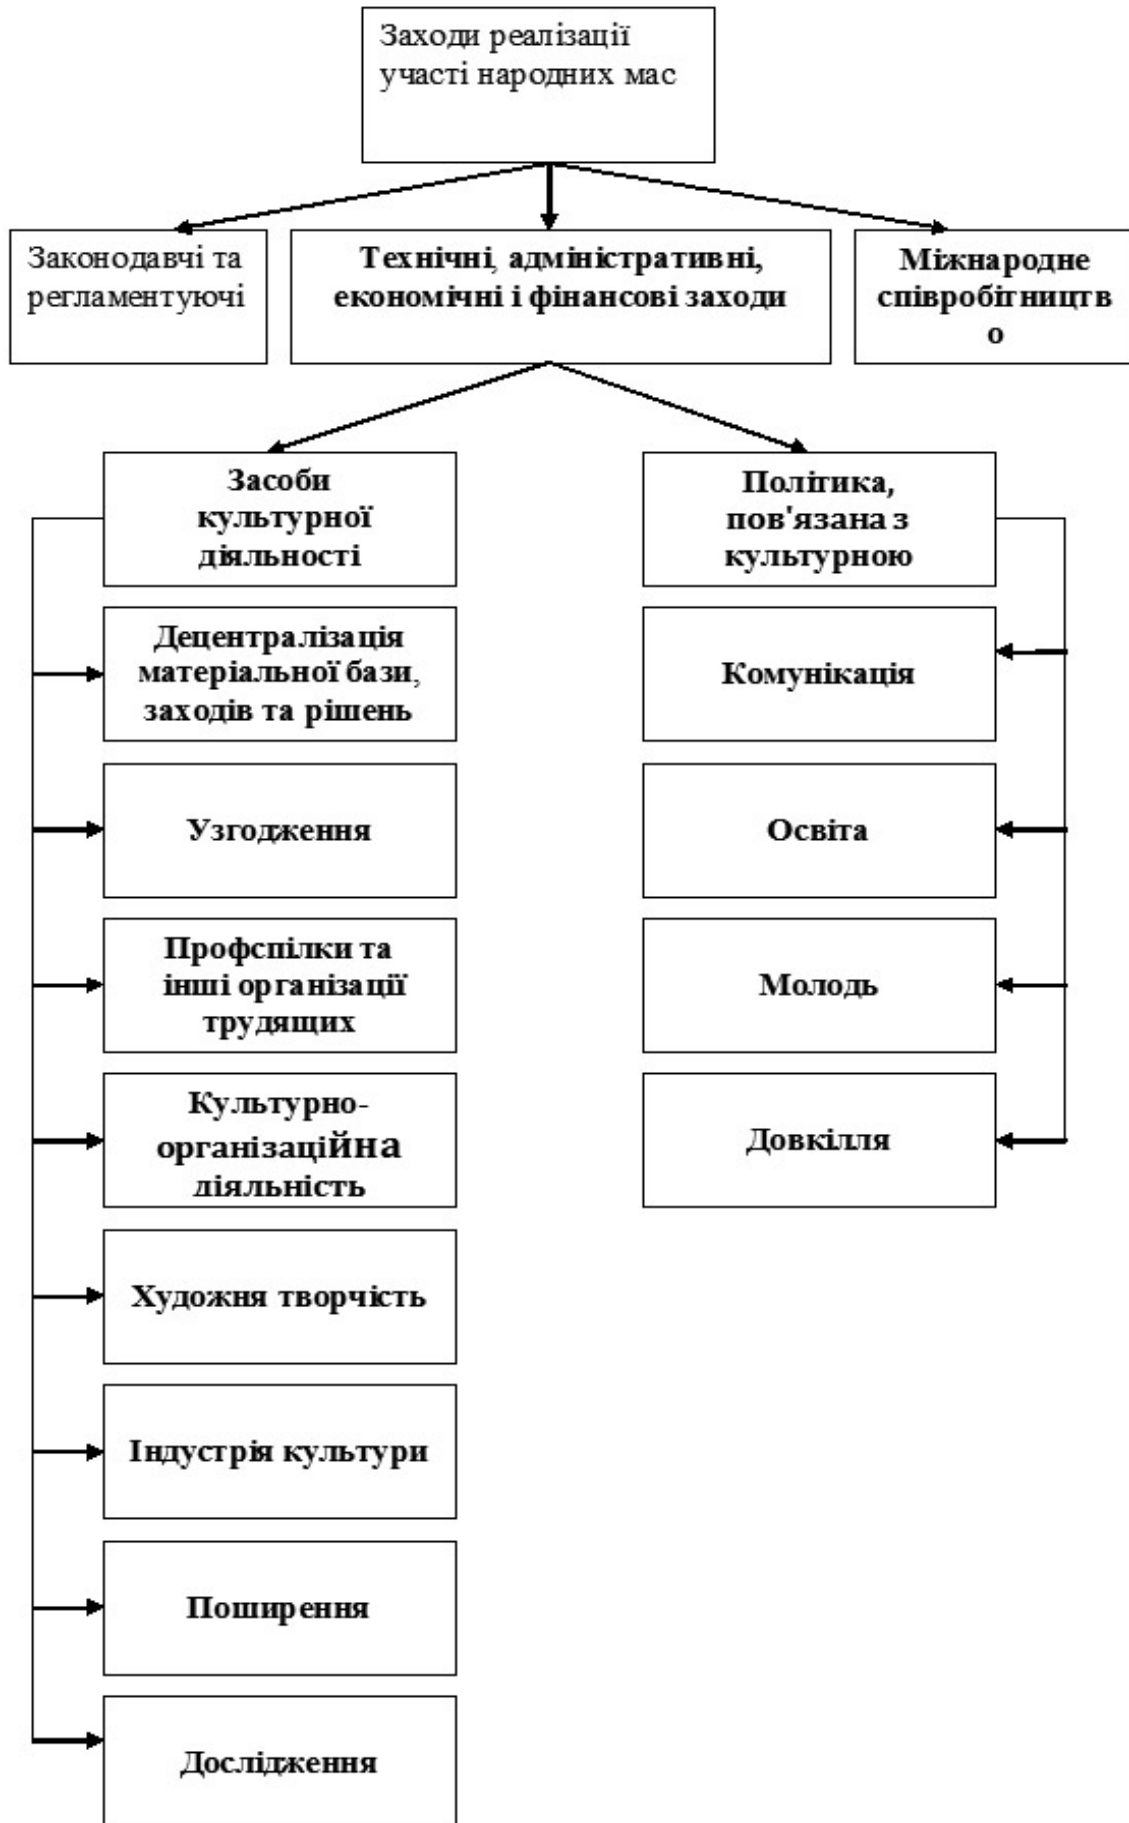 Заходи реалізації
участі народних мас
Законодавчі та
регламентуючі
Технічні, адміністративні,
економічні і фінансові заходи
Міжнародне
співробітництв
о
Засоби
культурної
діяльності
Політика,
пов'язана з
культурною
Децентралізація
матеріальної бази,
заходів та рішень
Комунікація
Узгодження
Освіта
Профспілки та
інші організації
трудящих
Молодь
Культурно-
організаційна
діяльність
Довкілля
Художня творчість
Індустрія культури
Поширення
Дослідження